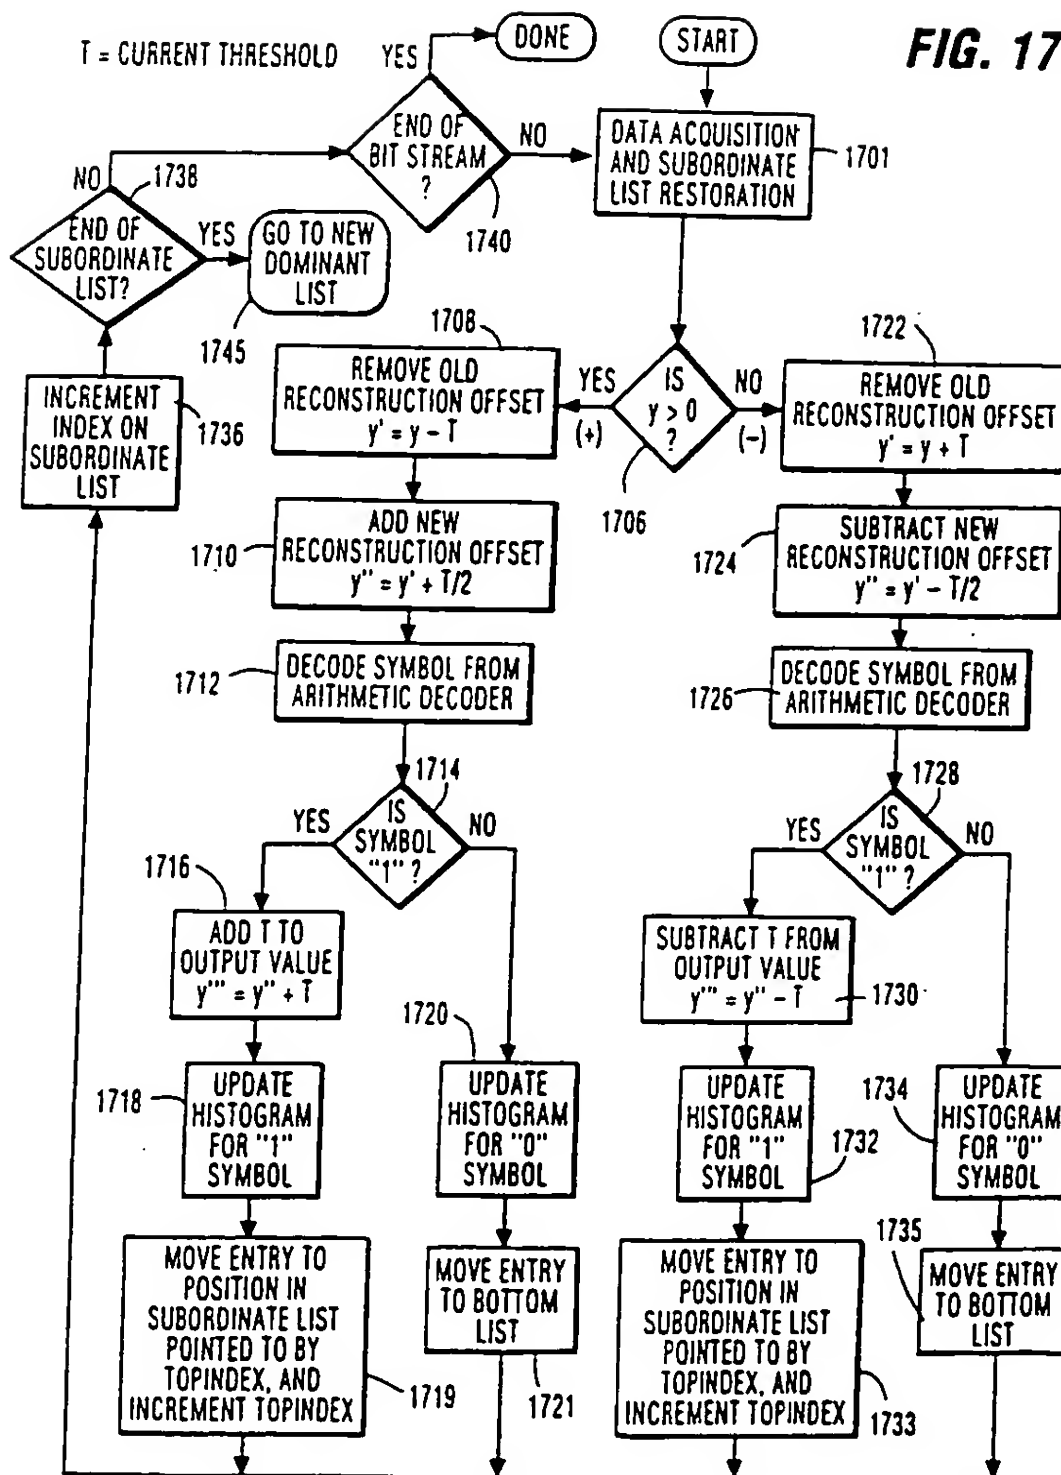 FIG. 17
T = CURRENT THRESHOLD
YES
DONE
START
END OF
BIT STREAM
?
NO
1740
DATA ACQUISITION
AND SUBORDINATE
LIST RESTORATION
1701
NO
1738
END OF
SUBORDINATE
LIST?
YES
GO TO NEW
DOMINANT
LIST
1745
INCREMENT
INDEX ON
SUBORDINATE
LIST
1736
1708
REMOVE OLD
RECONSTRUCTION OFFSET
y' = y – T
YES
(+)
IS
y > 0
?
NO
(–)
1706
1722
REMOVE OLD
RECONSTRUCTION OFFSET
y' = y + T
1710
ADD NEW
RECONSTRUCTION OFFSET
y'' = y' + T/2
1724
SUBTRACT NEW
RECONSTRUCTION OFFSET
y'' = y' – T/2
1712
DECODE SYMBOL FROM
ARITHMETIC DECODER
1726
DECODE SYMBOL FROM
ARITHMETIC DECODER
1714
YES
IS
SYMBOL
"1" ?
NO
1728
YES
IS
SYMBOL
"1" ?
NO
1716
ADD T TO
OUTPUT VALUE
y''' = y'' + T
SUBTRACT T FROM
OUTPUT VALUE
y''' = y'' – T
1730
1718
UPDATE
HISTOGRAM
FOR "1"
SYMBOL
1720
UPDATE
HISTOGRAM
FOR "0"
SYMBOL
UPDATE
HISTOGRAM
FOR "1"
SYMBOL
1732
1734
UPDATE
HISTOGRAM
FOR "0"
SYMBOL
MOVE ENTRY TO
POSITION IN
SUBORDINATE LIST
POINTED TO BY
TOPINDEX, AND
INCREMENT TOPINDEX
1719
MOVE ENTRY
TO BOTTOM
LIST
1721
MOVE ENTRY TO
POSITION IN
SUBORDINATE LIST
POINTED TO BY
TOPINDEX, AND
INCREMENT TOPINDEX
1733
1735
MOVE ENTRY
TO BOTTOM
LIST